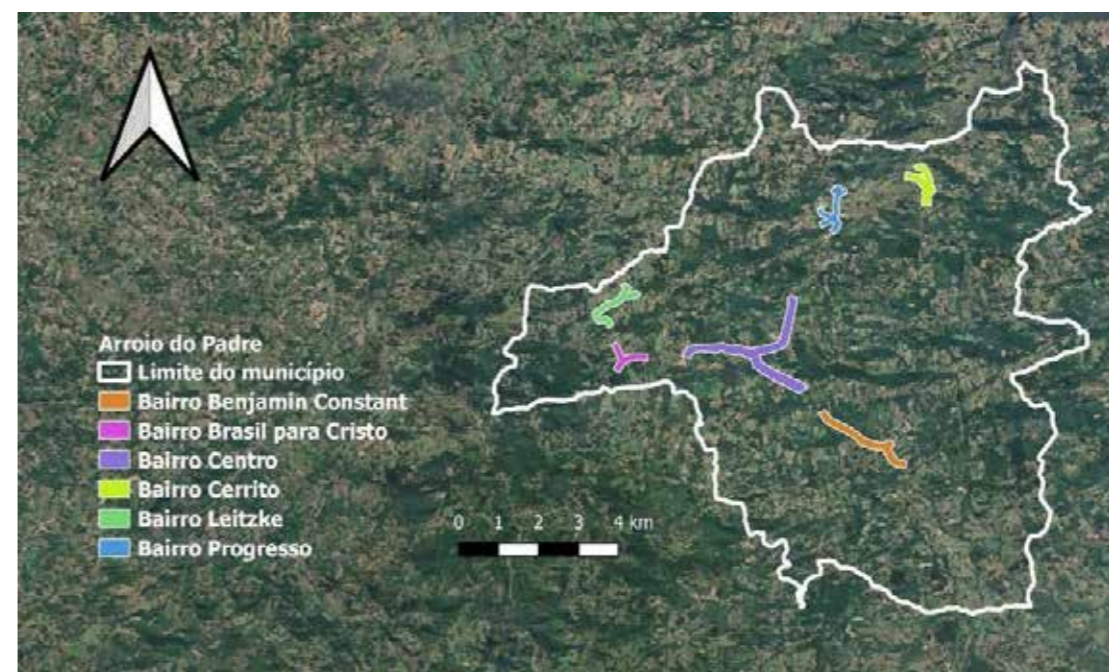 Arroio do Padre
Limite do município
Bairro Benjamin Constant
Bairro Brasil para Cristo
Bairro Centro
Bairro Cerrito
Bairro Leitzke
Bairro Progresso
0 1 2 3 4 km